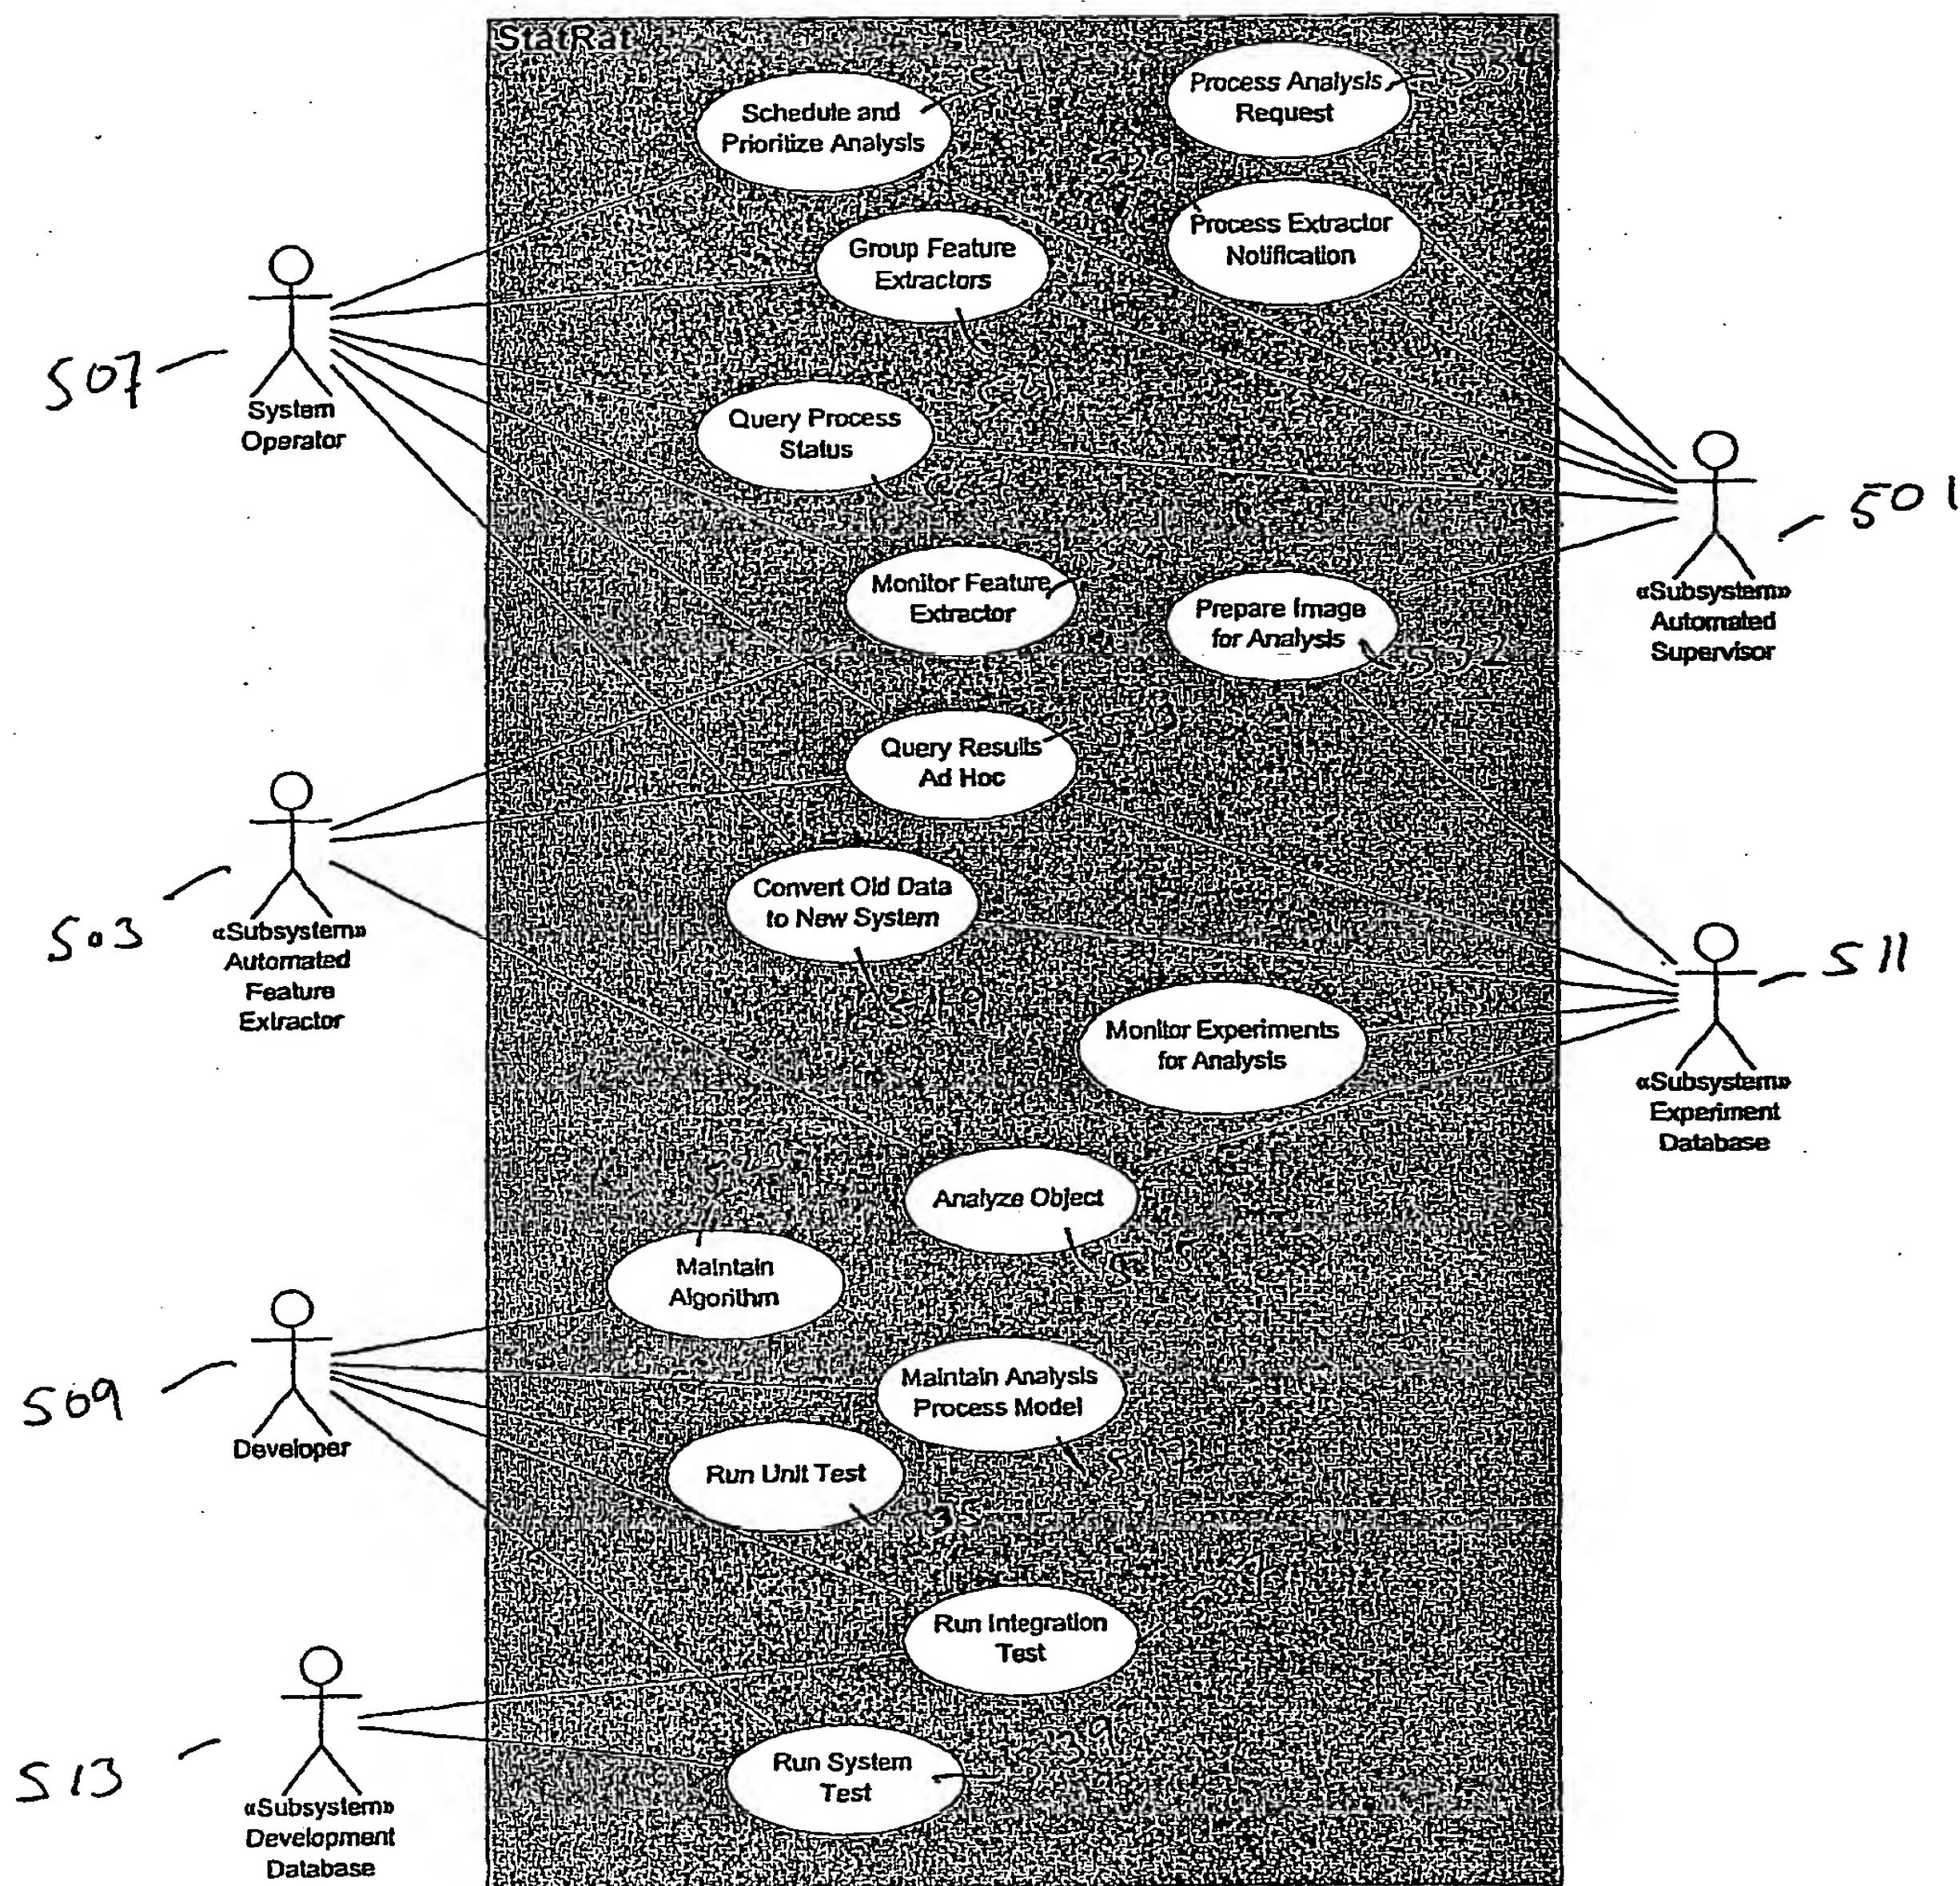 StatRat
Schedule and
Prioritize Analysis
Process Analysis
Request
Group Feature
Extractors
Process Extractor
Notification
507
System
Operator
Query Process
Status
501
«Subsystem»
Automated
Supervisor
Monitor Feature
Extractor
Prepare Image
for Analysis
532
Query Results
Ad Hoc
503
«Subsystem»
Automated
Feature
Extractor
Convert Old Data
to New System
511
«Subsystem»
Experiment
Database
Monitor Experiments
for Analysis
Analyze Object
515
Maintain
Algorithm
509
Developer
Maintain Analysis
Process Model
517
Run Unit Test
Run Integration
Test
513
«Subsystem»
Development
Database
Run System
Test
539